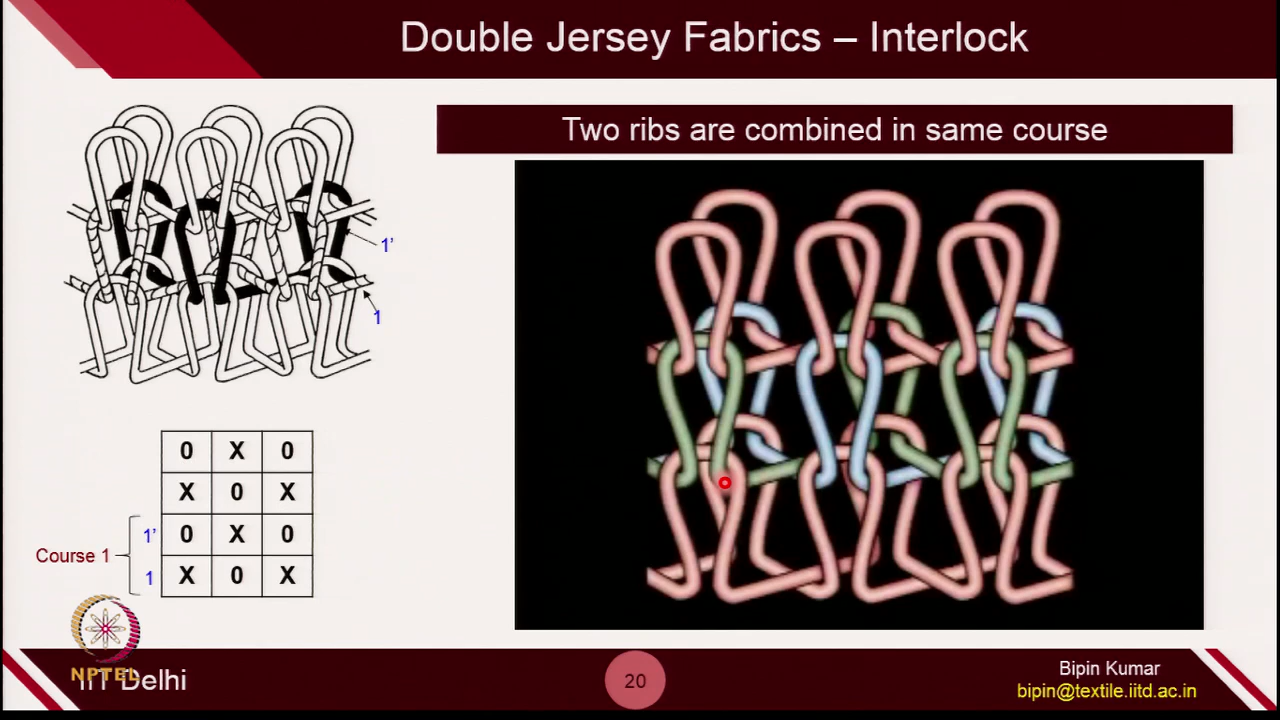 Double Jersey Fabrics – Interlock
Two ribs are combined in same course
1'
1
0 X 0
X 0 X
1' 0 X 0
Course 1
1 X 0 X
NPTEL
IIT Delhi
20
Bipin Kumar
bipin@textile.iitd.ac.in